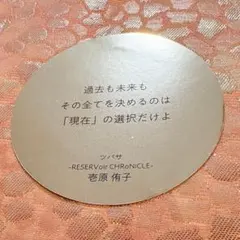 過去も未来も
その全てを決めるのは
「現在」の選択だけよ
ツバサ
-RESERVoir CHRoNiCLE-
壱原 侑子